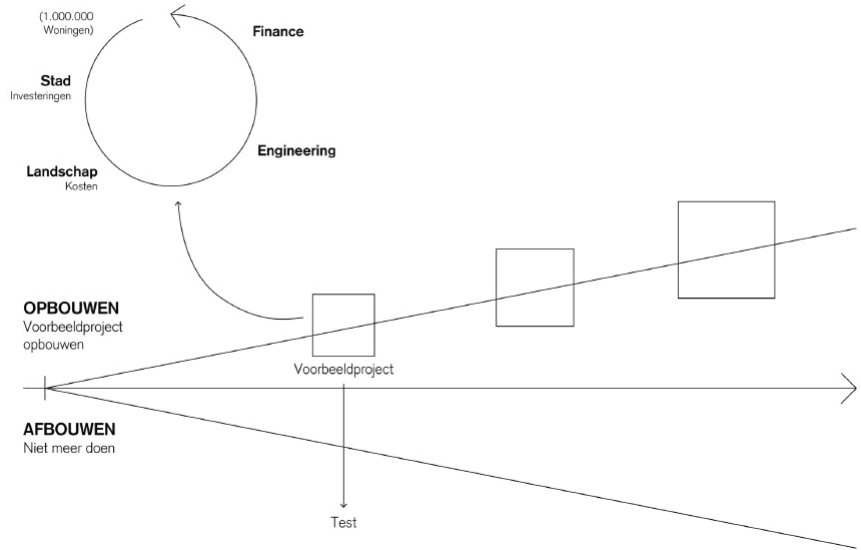 (1.000.000
Woningen)
Finance
Stad
Investeringen
Engineering
Landschap
Kosten
OPBOUWEN
Voorbeeldproject
opbouwen
Voorbeeldproject
AFBOUWEN
Niet meer doen
Test